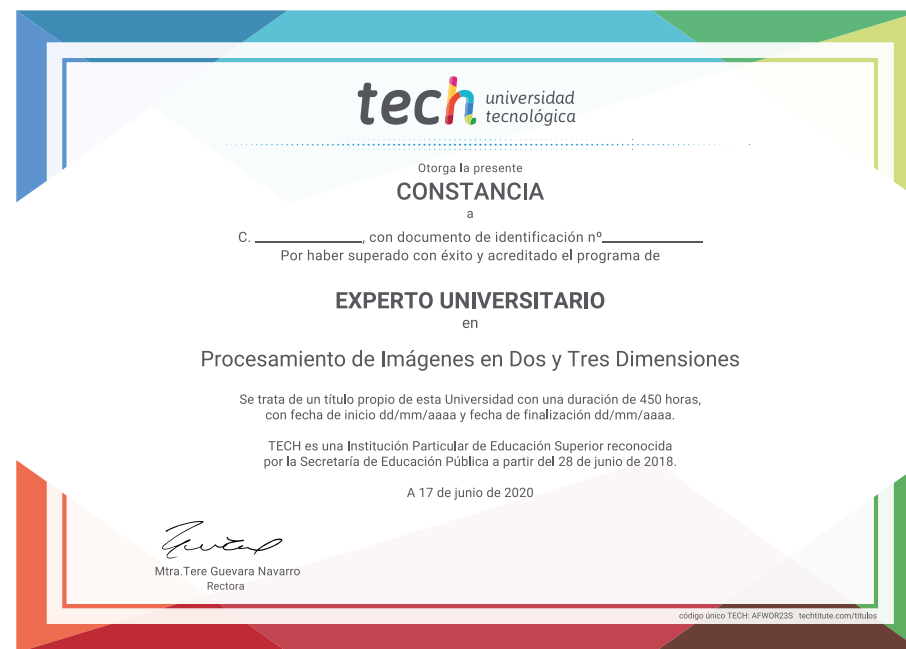 tech universidad
tecnológica
Otorga la presente
CONSTANCIA
a
C. ____________, con documento de identificación nº____________
Por haber superado con éxito y acreditado el programa de
EXPERTO UNIVERSITARIO
en
Procesamiento de Imágenes en Dos y Tres Dimensiones
Se trata de un título propio de esta Universidad con una duración de 450 horas,
con fecha de inicio dd/mm/aaaa y fecha de finalización dd/mm/aaaa.
TECH es una Institución Particular de Educación Superior reconocida
por la Secretaría de Educación Pública a partir del 28 de junio de 2018.
A 17 de junio de 2020
Mtra.Tere Guevara Navarro
Rectora
código único TECH: AFWOR23S techtitute.com/titulos